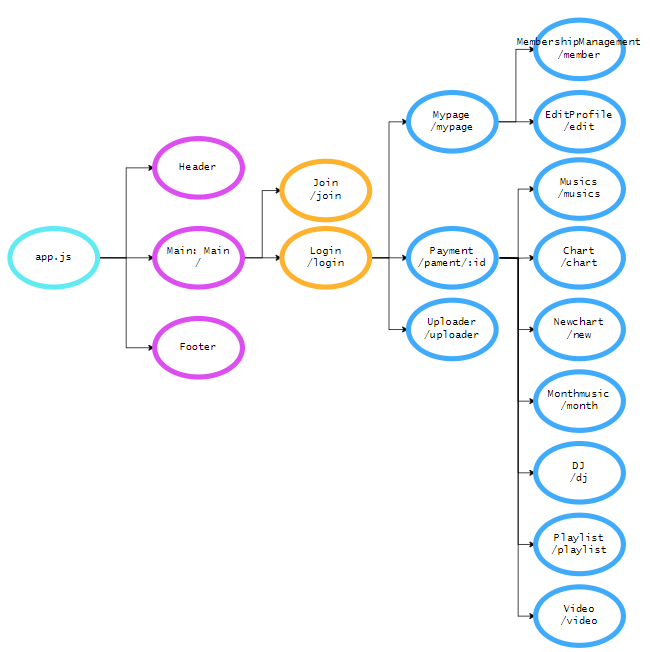 app.js
Header
Main: Main
/
Footer
Join
/join
Login
/login
Mypage
/mypage
Payment
/pament/:id
Uploader
/uploader
MembershipManagement
/member
EditProfile
/edit
Musics
/musics
Chart
/chart
Newchart
/new
Monthmusic
/month
DJ
/dj
Playlist
/playlist
Video
/video